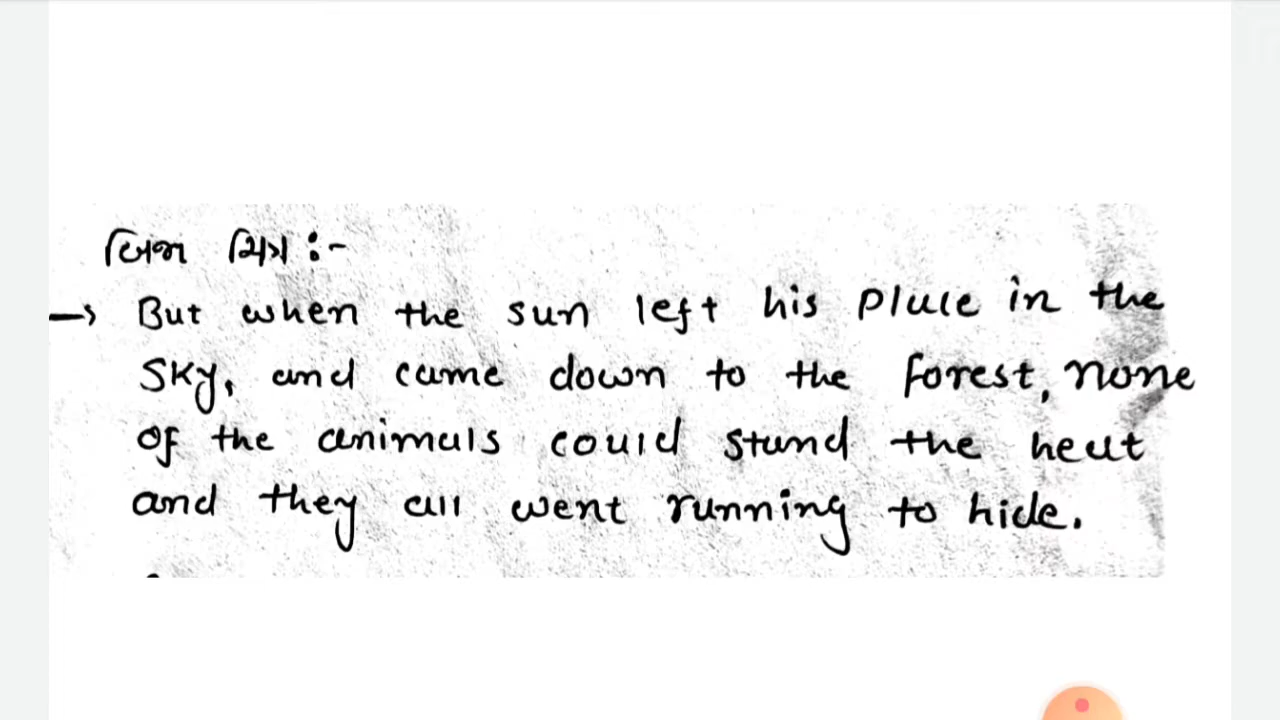 চিত্র :-
→ But when the sun left his place in the
sky, and came down to the forest, none
of the animals could stand the heat
and they all went running to hide.